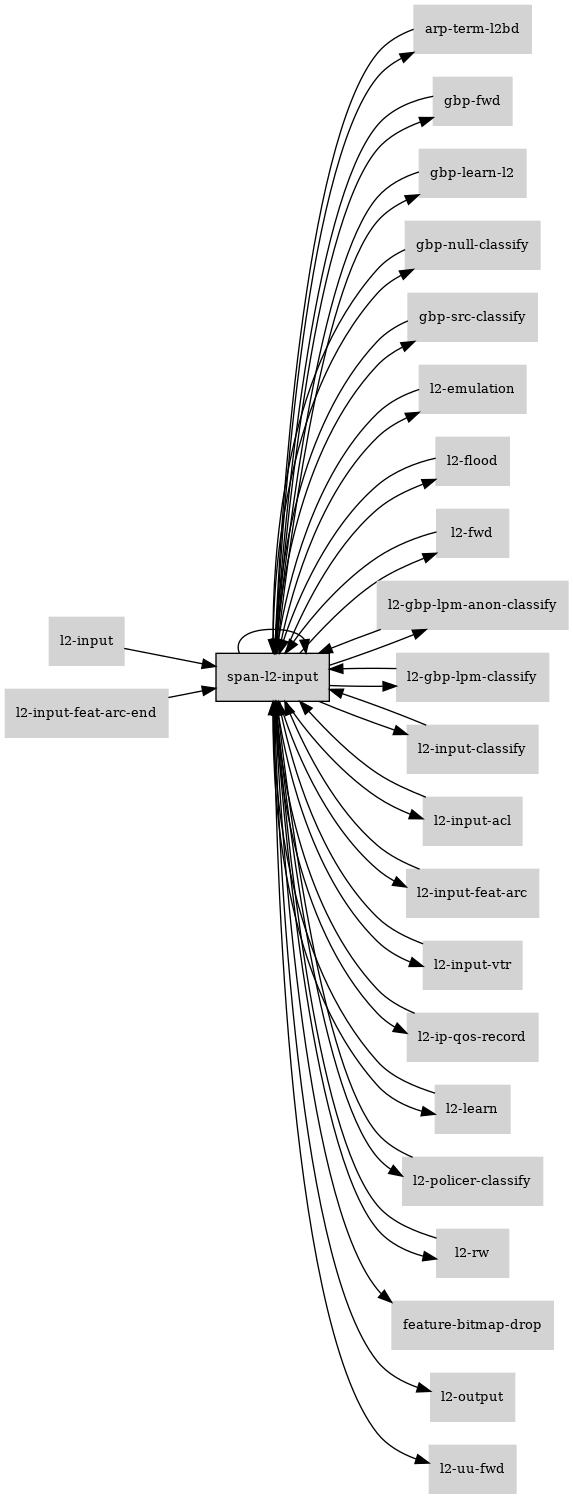 arp-term-l2bd
gbp-fwd
gbp-learn-l2
gbp-null-classify
gbp-src-classify
l2-emulation
l2-flood
l2-fwd
l2-gbp-lpm-anon-classify
l2-input
span-l2-input
l2-gbp-lpm-classify
l2-input-feat-arc-end
l2-input-classify
l2-input-acl
l2-input-feat-arc
l2-input-vtr
l2-ip-qos-record
l2-learn
l2-policer-classify
l2-rw
feature-bitmap-drop
l2-output
l2-uu-fwd